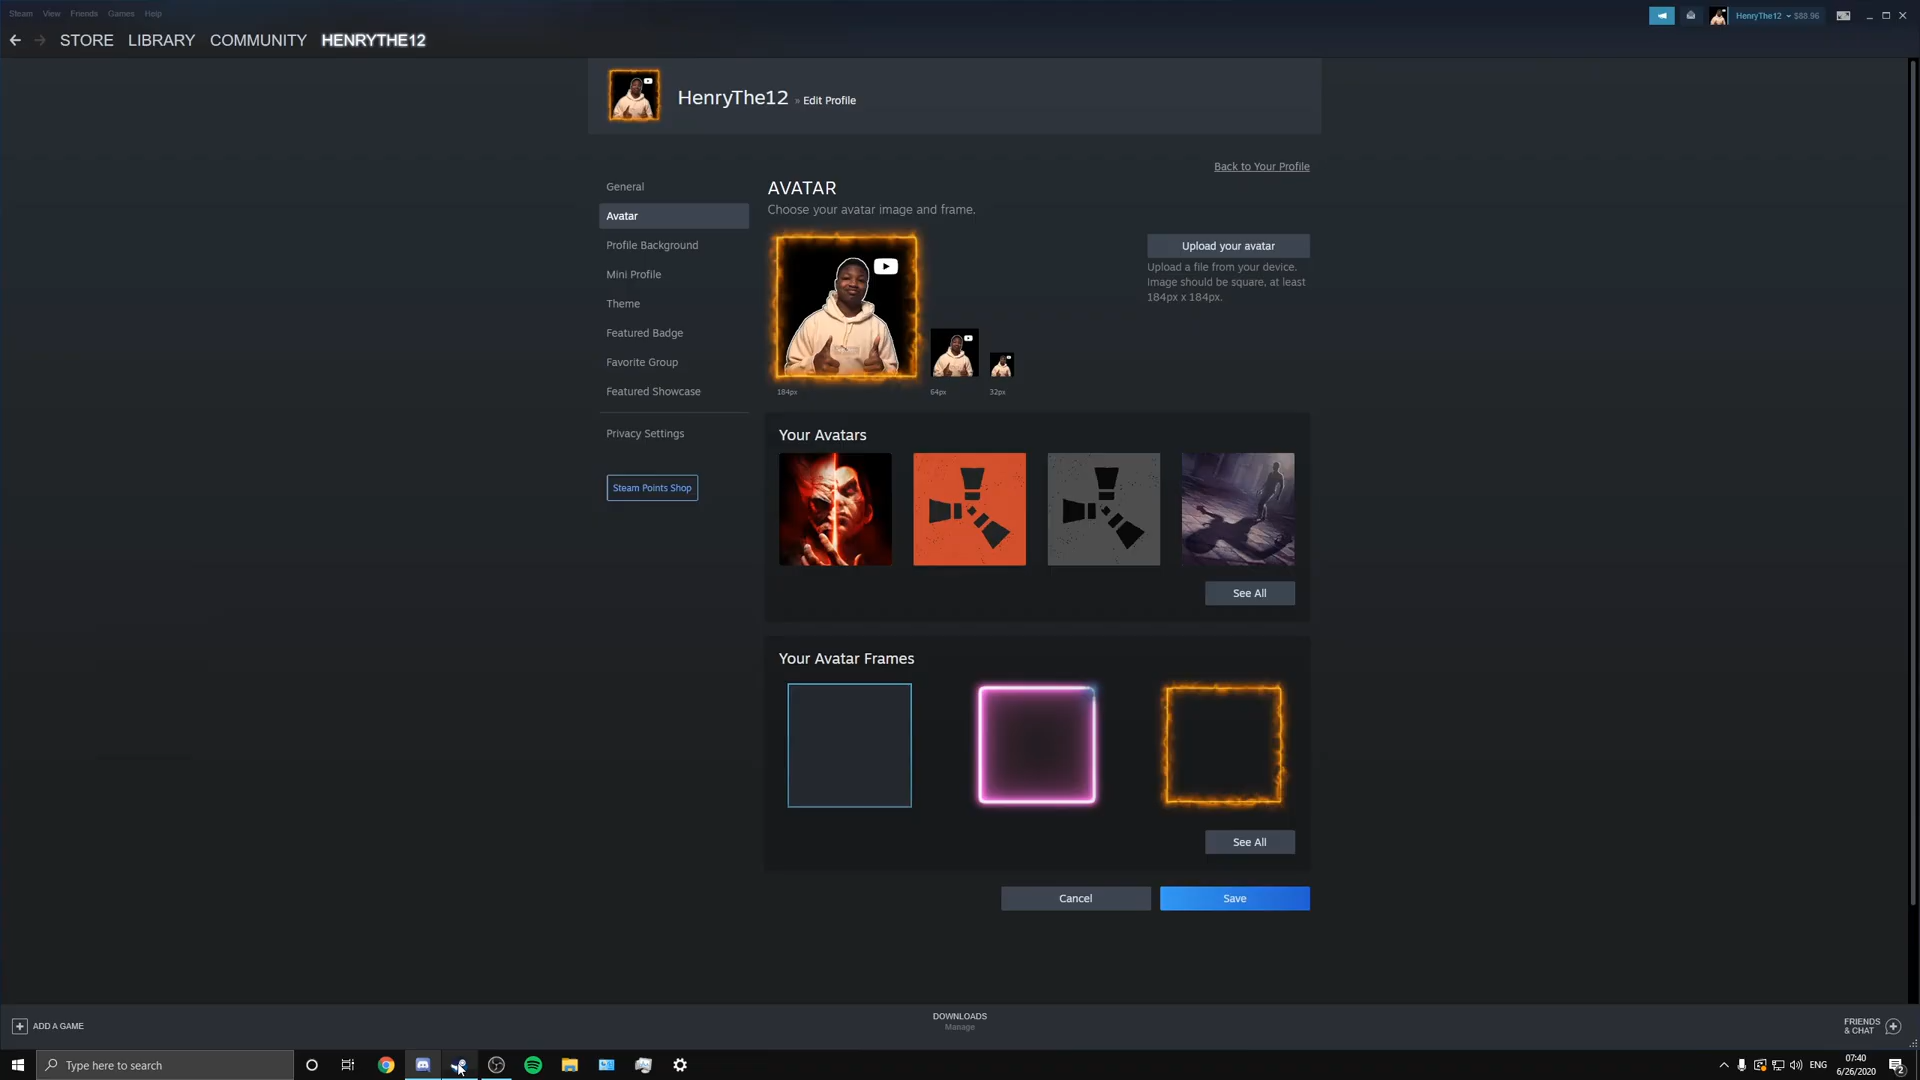 Steam View Friends Games Help
HenryThe12 $88.96
STORE LIBRARY COMMUNITY HENRYTHE12
HenryThe12 » Edit Profile
Back to Your Profile
General
Avatar
Profile Background
Mini Profile
Theme
Featured Badge
Favorite Group
Featured Showcase
Privacy Settings
Steam Points Shop
AVATAR
Choose your avatar image and frame.
184px 64px 32px
Upload your avatar
Upload a file from your device.
Image should be square, at least
184px x 184px.
Your Avatars
See All
Your Avatar Frames
See All
Cancel Save
ADD A GAME
DOWNLOADS
Manage
FRIENDS
& CHAT
Type here to search
ENG
07:40
6/26/2020
2